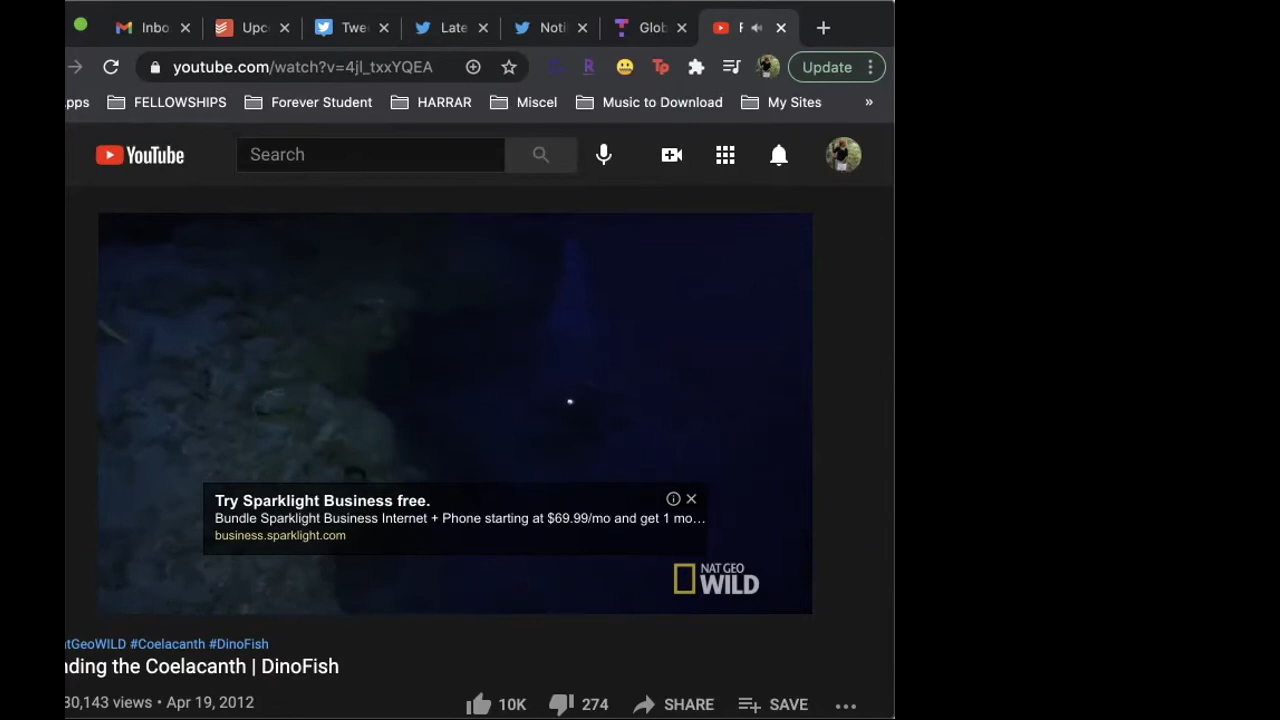 Inbo
Upc
Twe
Late
Noti
Glob
youtube.com/watch?v=4jl_txxYQEA
R
Tp
Update
pps
FELLOWSHIPS
Forever Student
HARRAR
Miscel
Music to Download
My Sites
»
YouTube
Search
Try Sparklight Business free.
Bundle Sparklight Business Internet + Phone starting at $69.99/mo and get 1 mo…
business.sparklight.com
NAT GEO
WILD
tGeoWILD #Coelacanth #DinoFish
nding the Coelacanth | DinoFish
30,143 views • Apr 19, 2012
10K
274
SHARE
SAVE